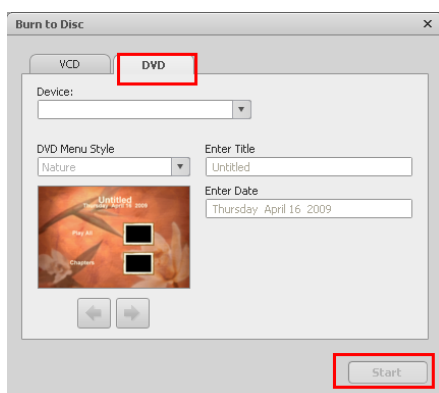 Burn to Disc
VCD DVD
Device:
DVD Menu Style Enter Title
Nature Untitled
Enter Date
Thursday April 16 2009
Untitled
Thursday April 16 2009
Play All
Chapters
Start